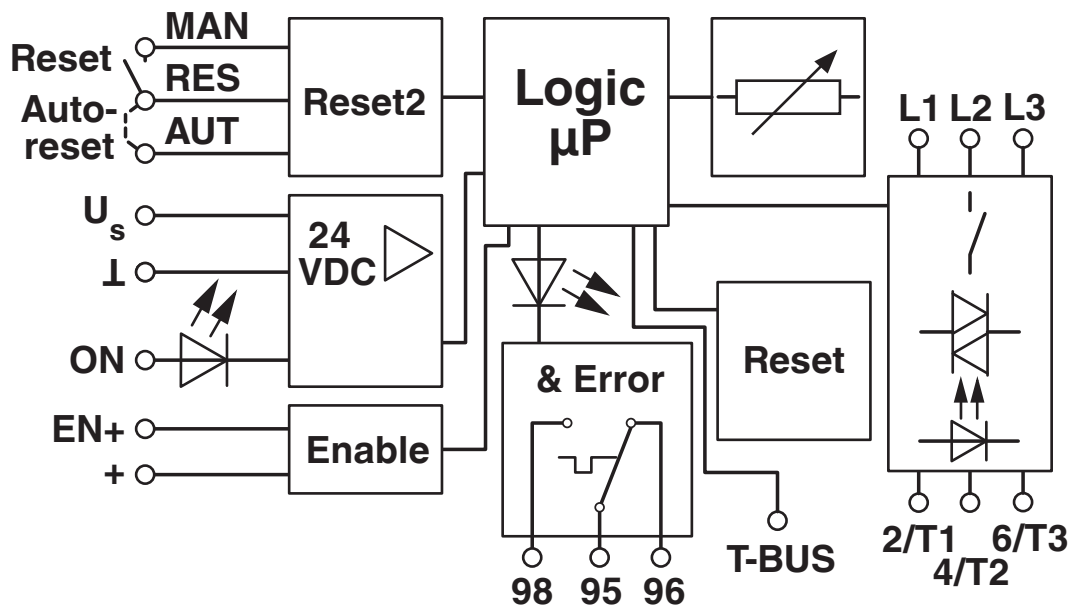 MAN
Reset
RES
Auto-
reset
AUT
Reset2
Logic
µP
L1 L2 L3
Us
⊥
24
VDC
ON
EN+
+
Enable
& Error
Reset
T-BUS
98 95 96
2/T1 6/T3
4/T2